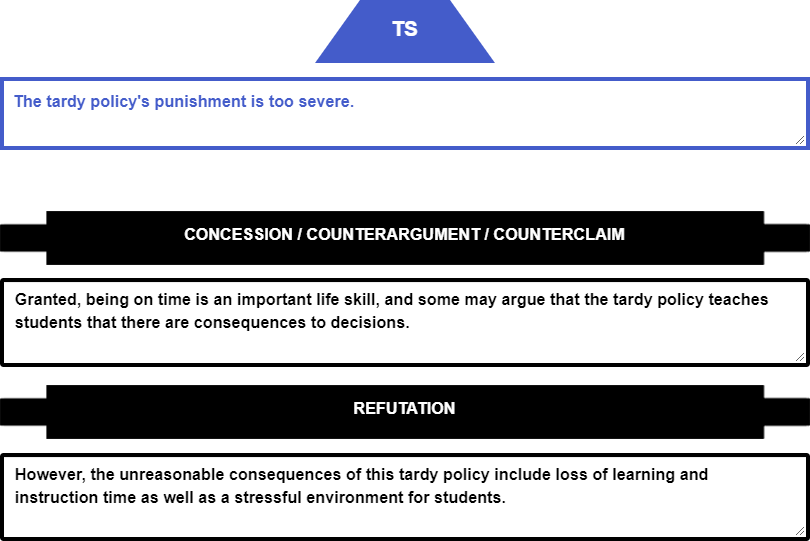 TS
The tardy policy's punishment is too severe.
CONCESSION / COUNTERARGUMENT / COUNTERCLAIM
Granted, being on time is an important life skill, and some may argue that the tardy policy teaches
students that there are consequences to decisions.
REFUTATION
However, the unreasonable consequences of this tardy policy include loss of learning and
instruction time as well as a stressful environment for students.